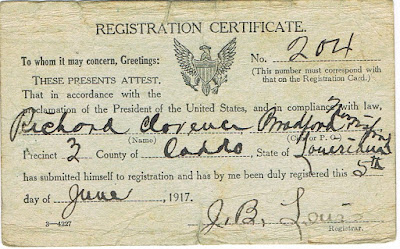 REGISTRATION CERTIFICATE.
To whom it may concern, Greetings:
No. 204
(This number must correspond with
that on the Registration Card.)
THESE PRESENTS ATTEST,
That in accordance with the
proclamation of the President of the United States, and in compliance with law,
Richard Clarence Bradford
(Name) (City or P. O.)
Precinct 3 County of Caddo, State of Louisiana
has submitted himself to registration and has by me been duly registered this 5th
day of June, 1917.
3—4227
J. B.
Registrar.